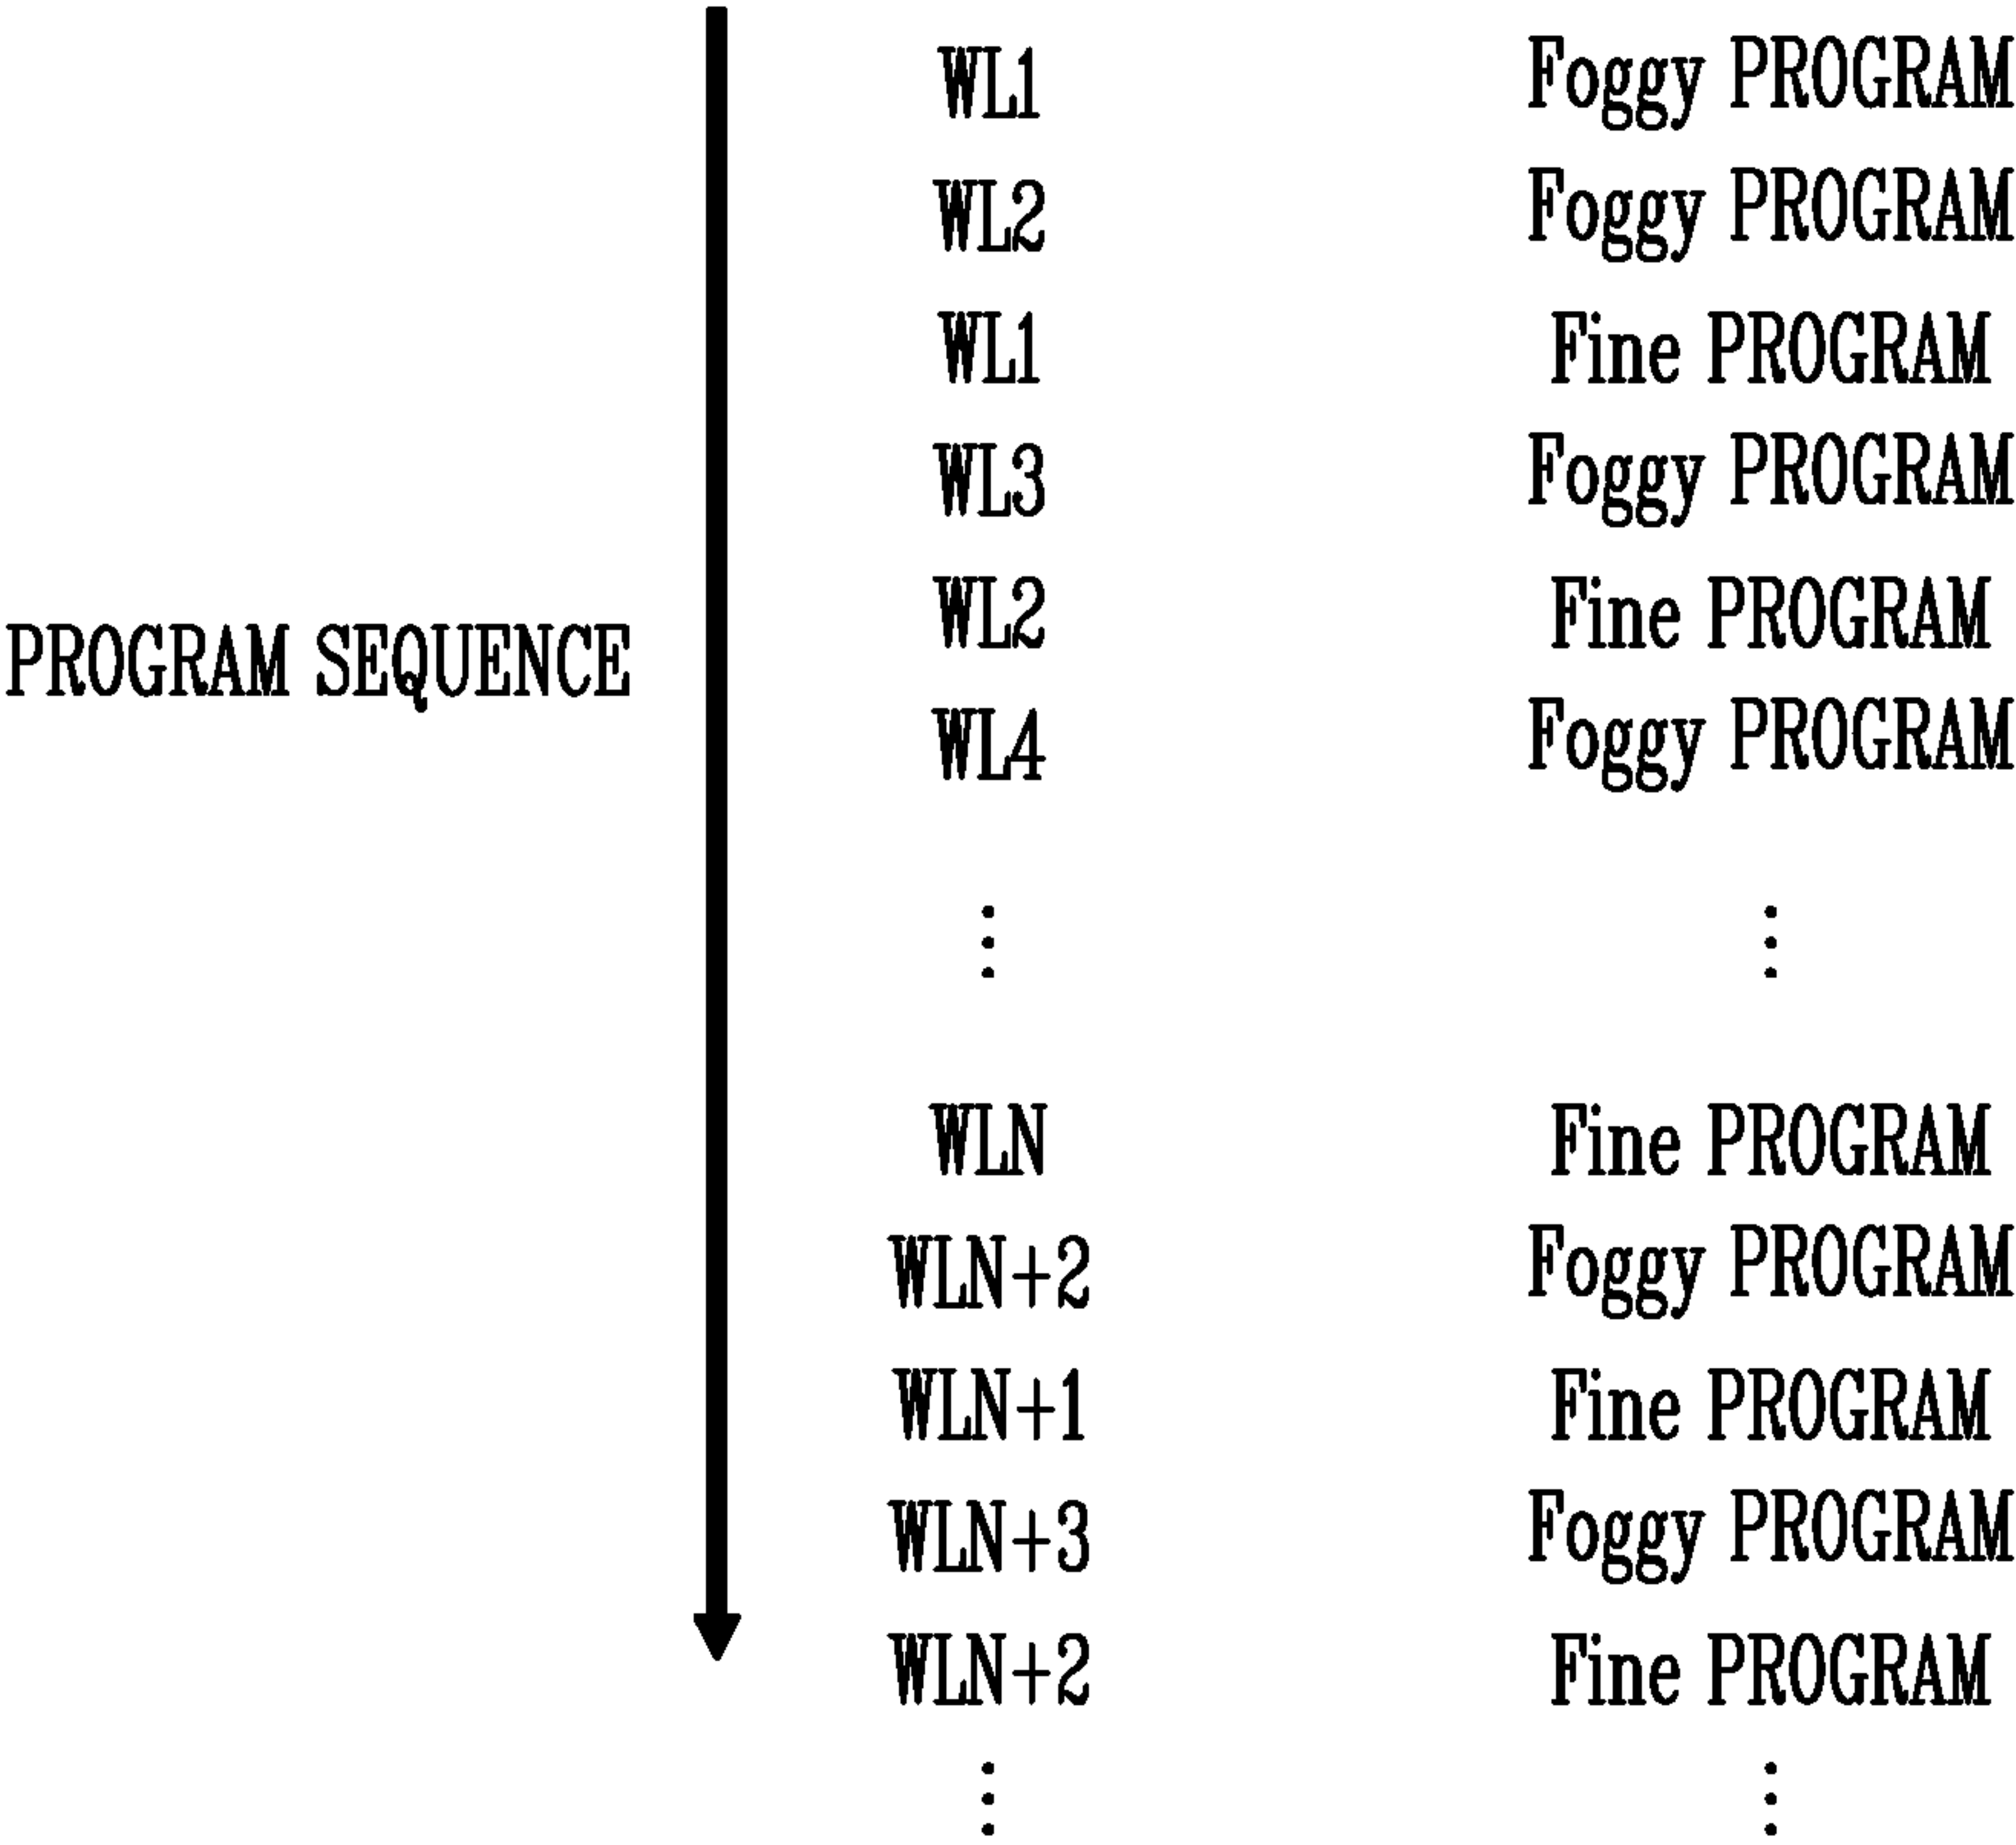 WL1 Foggy PROGRAM
WL2 Foggy PROGRAM
WL1 Fine PROGRAM
WL3 Foggy PROGRAM
WL2 Fine PROGRAM
PROGRAM SEQUENCE
WL4 Foggy PROGRAM
⋮ ⋮
WLN Fine PROGRAM
WLN+2 Foggy PROGRAM
WLN+1 Fine PROGRAM
WLN+3 Foggy PROGRAM
WLN+2 Fine PROGRAM
⋮ ⋮